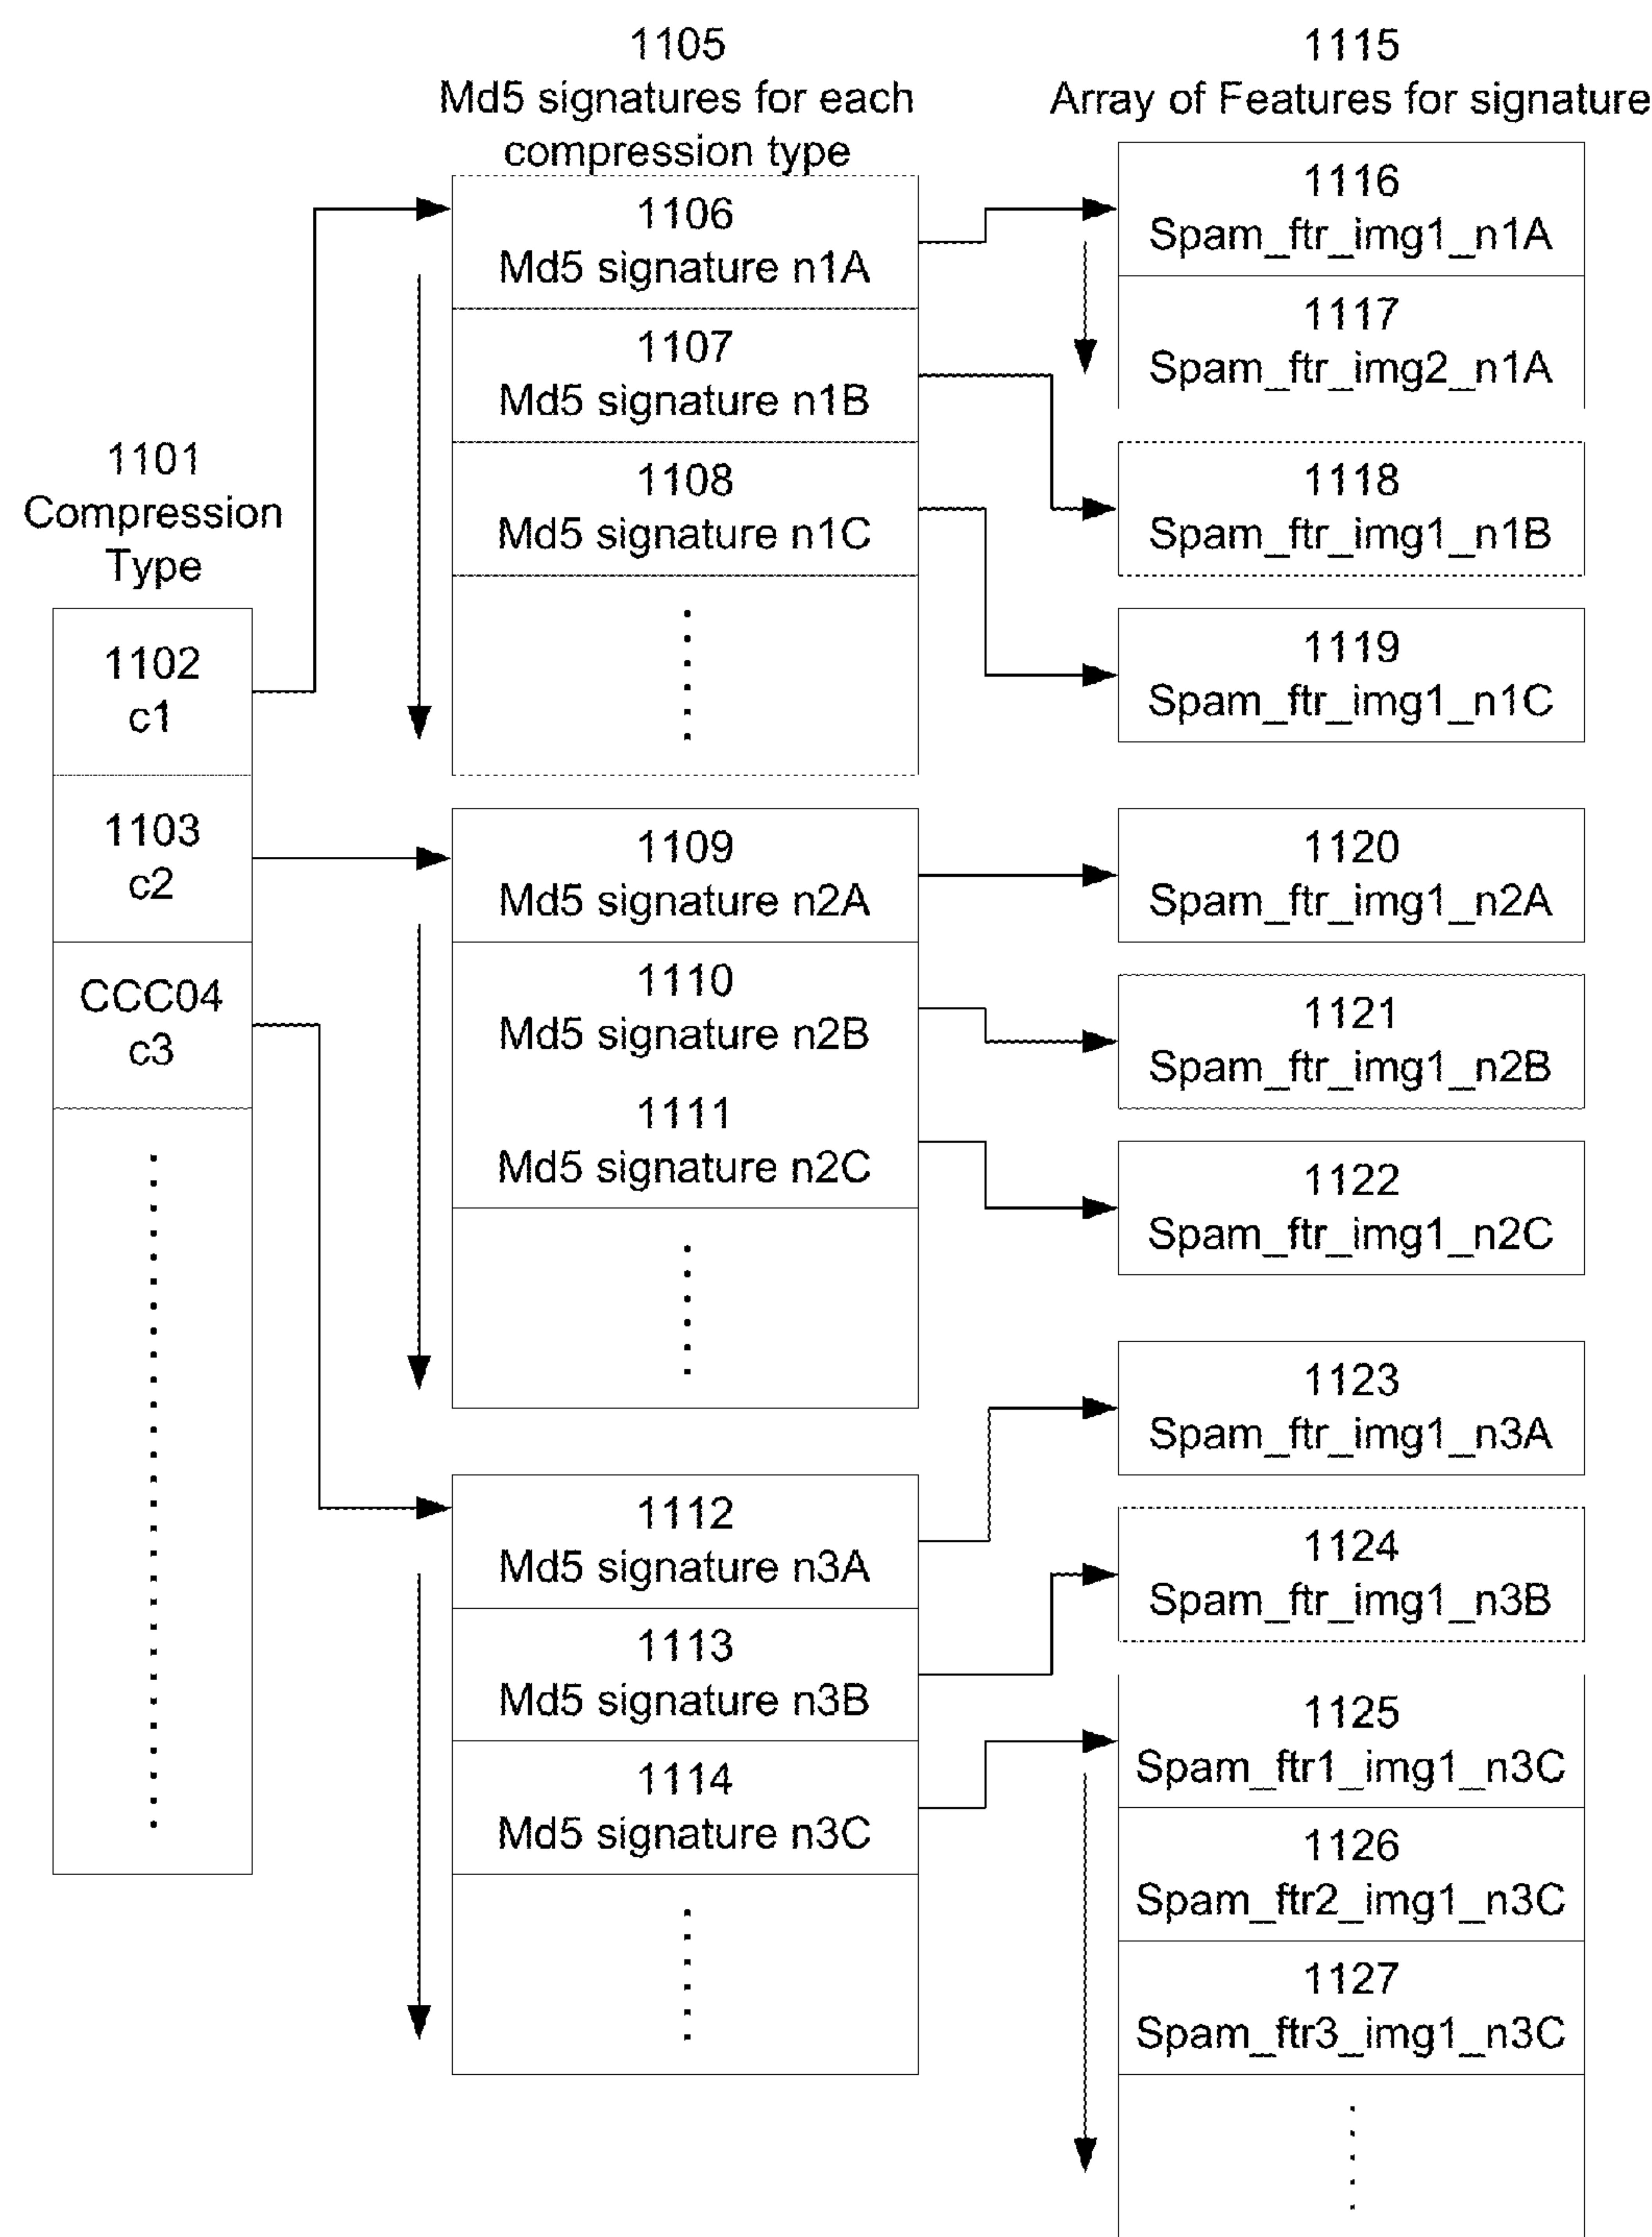 1105
Md5 signatures for each
compression type
1115
Array of Features for signature
1101
Compression
Type
1102
c1
1103
c2
CCC04
c3
1106
Md5 signature n1A
1107
Md5 signature n1B
1108
Md5 signature n1C
1109
Md5 signature n2A
1110
Md5 signature n2B
1111
Md5 signature n2C
1112
Md5 signature n3A
1113
Md5 signature n3B
1114
Md5 signature n3C
1116
Spam_ftr_img1_n1A
1117
Spam_ftr_img2_n1A
1118
Spam_ftr_img1_n1B
1119
Spam_ftr_img1_n1C
1120
Spam_ftr_img1_n2A
1121
Spam_ftr_img1_n2B
1122
Spam_ftr_img1_n2C
1123
Spam_ftr_img1_n3A
1124
Spam_ftr_img1_n3B
1125
Spam_ftr1_img1_n3C
1126
Spam_ftr2_img1_n3C
1127
Spam_ftr3_img1_n3C